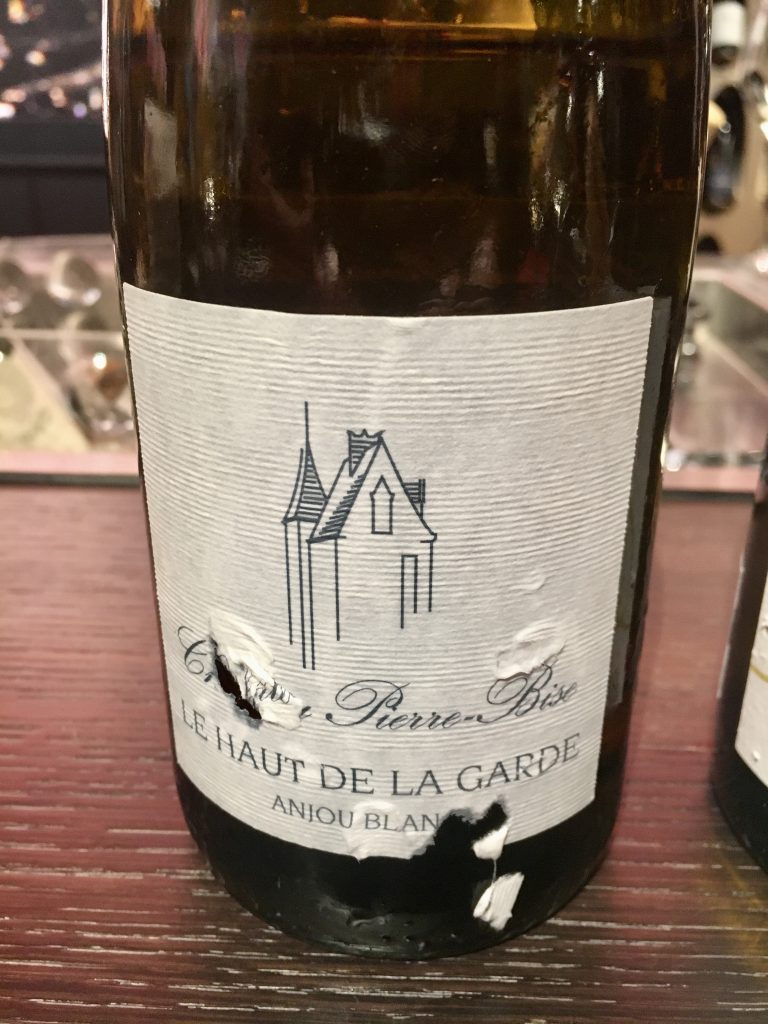 Pierre-Bise
LE HAUT DE LA GARDE
ANJOU BLAN